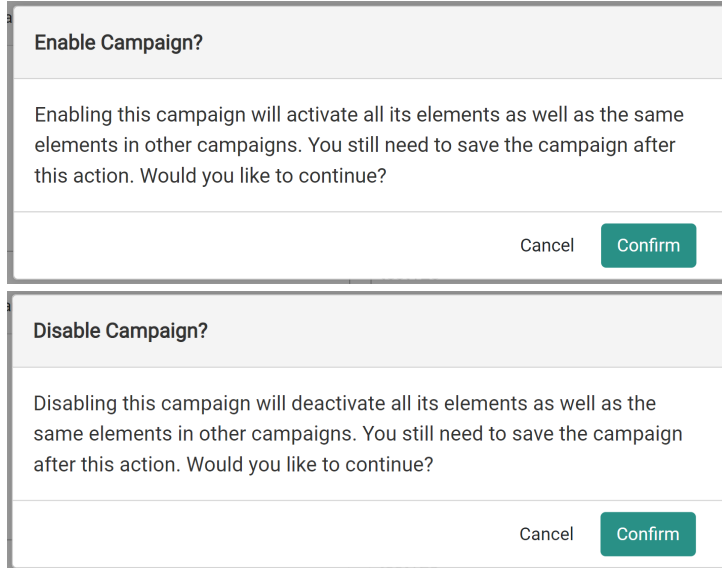 Enable Campaign?
Enabling this campaign will activate all its elements as well as the same
elements in other campaigns. You still need to save the campaign after
this action. Would you like to continue?
Cancel Confirm
Disable Campaign?
Disabling this campaign will deactivate all its elements as well as the
same elements in other campaigns. You still need to save the campaign
after this action. Would you like to continue?
Cancel Confirm